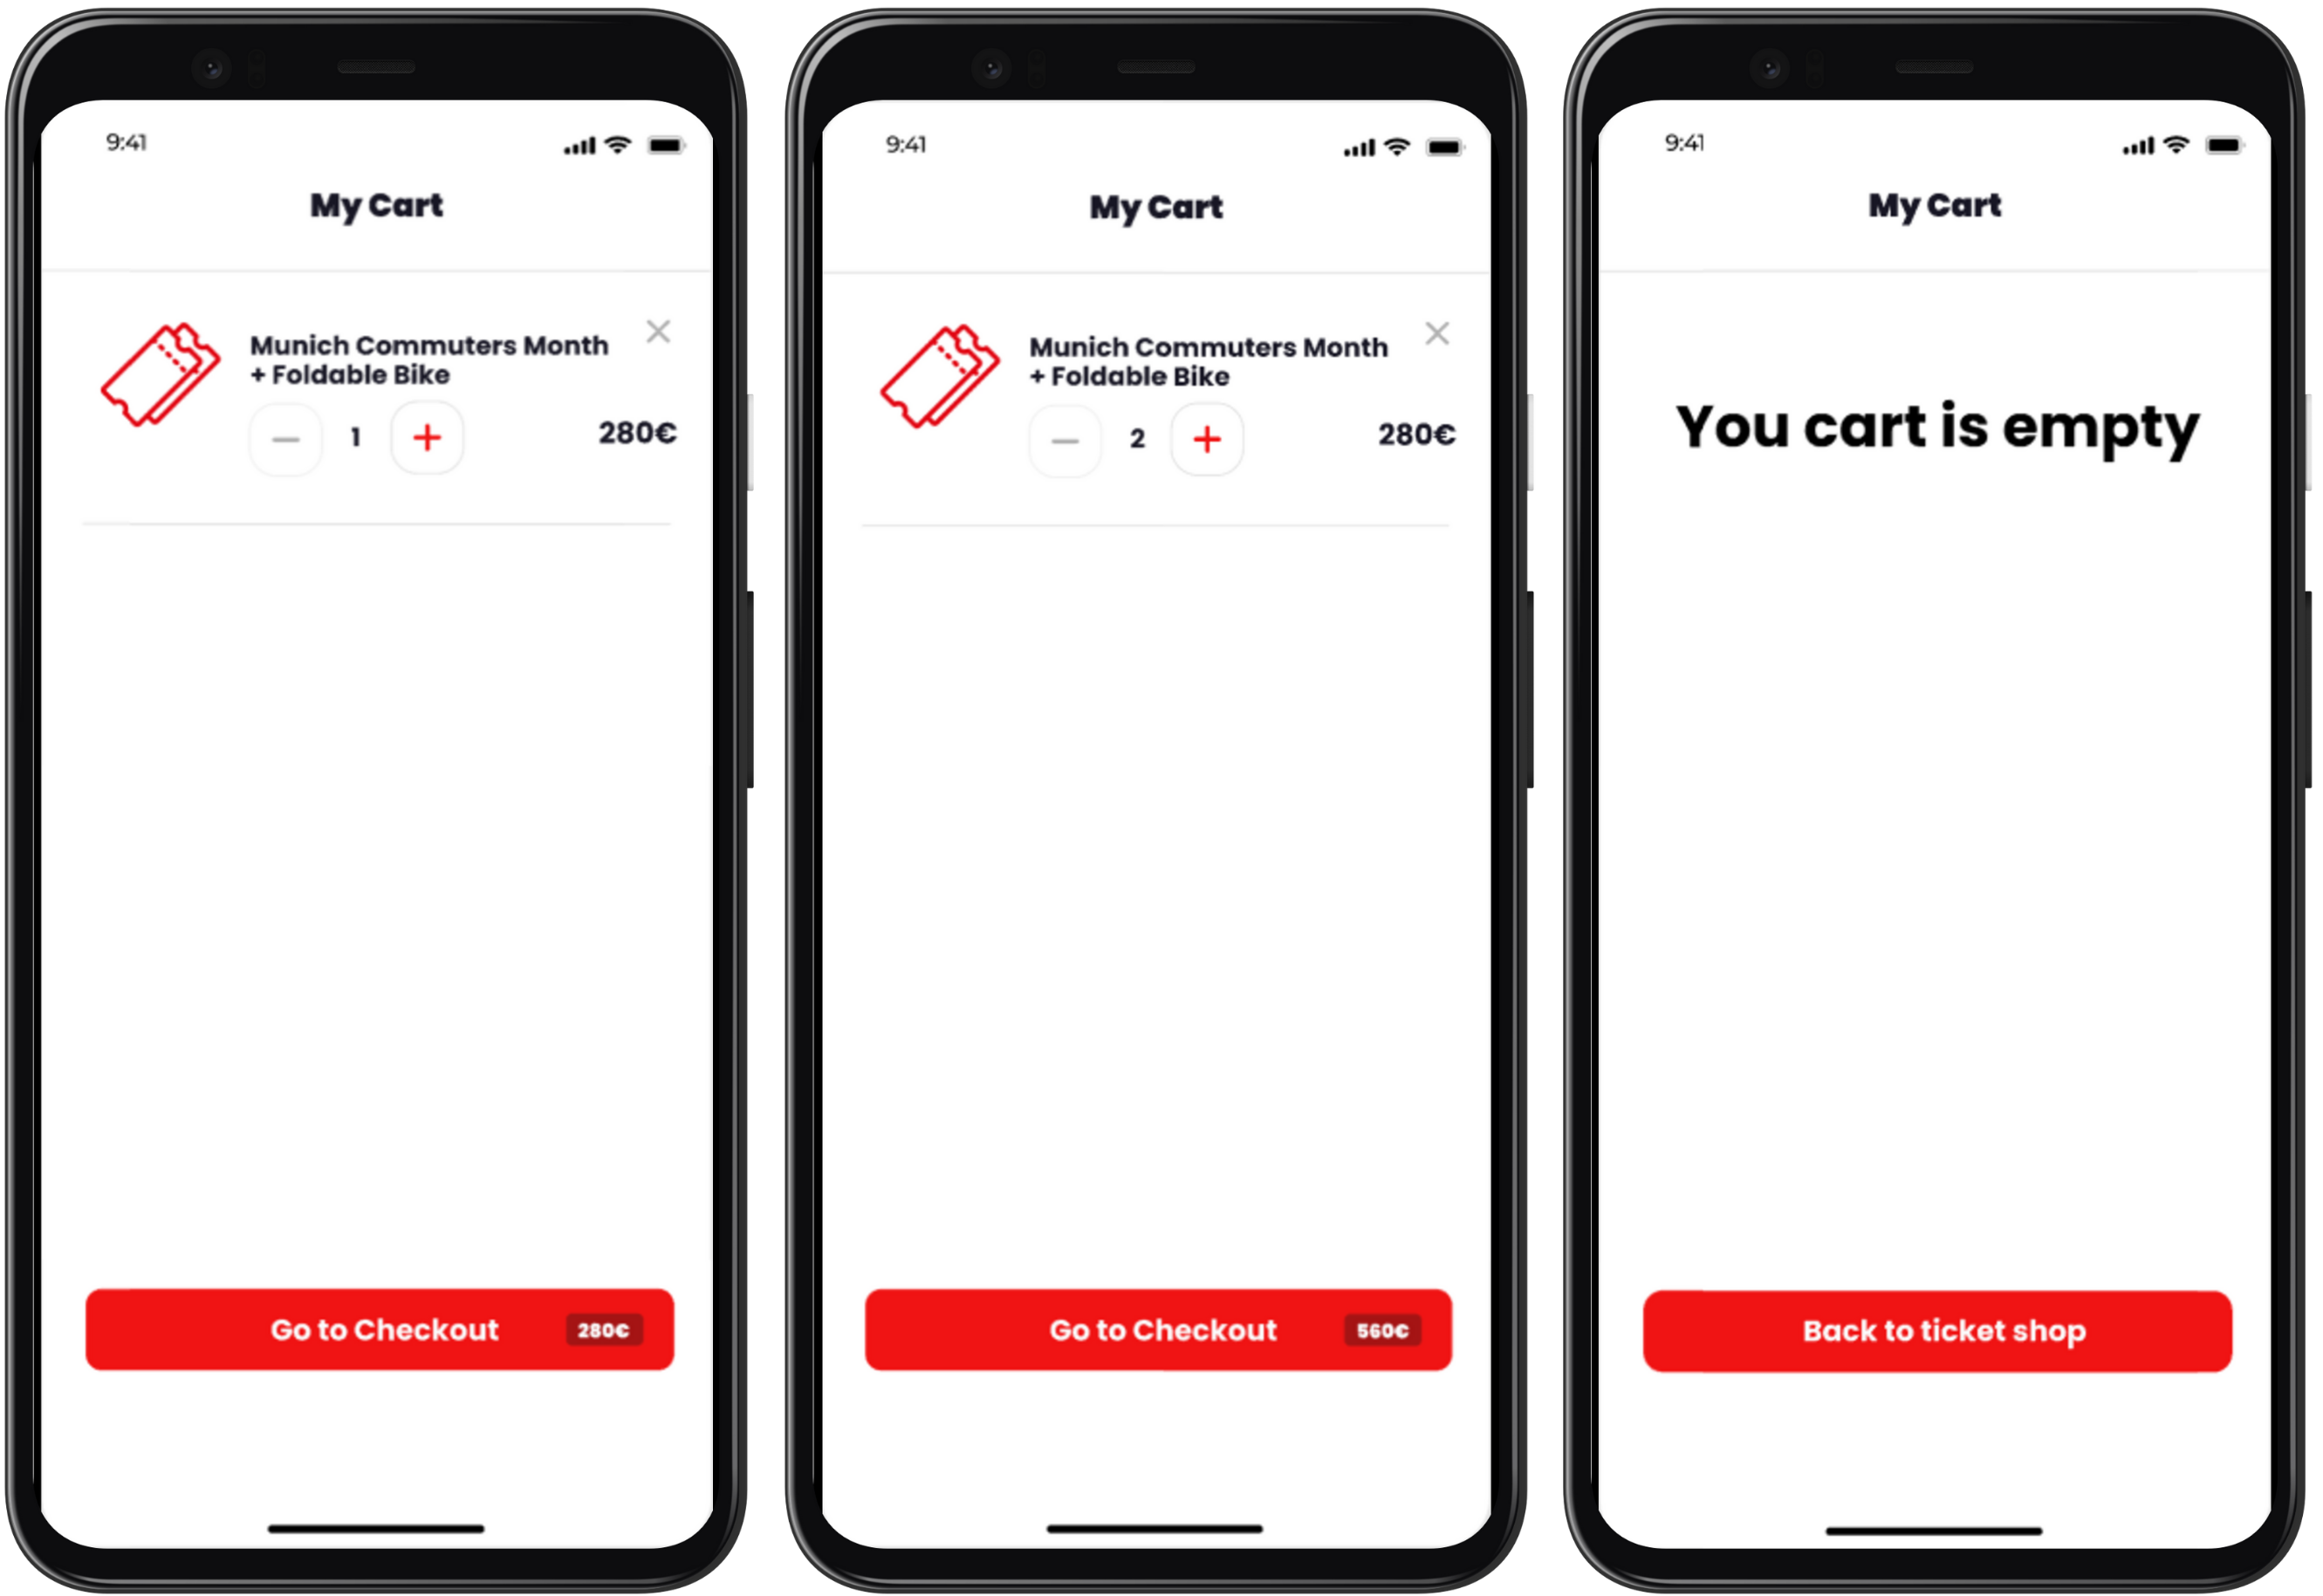 9:41
My Cart
Munich Commuters Month
+ Foldable Bike
1
280€
Go to Checkout 280€
9:41
My Cart
Munich Commuters Month
+ Foldable Bike
2
280€
Go to Checkout 560€
9:41
My Cart
You cart is empty
Back to ticket shop